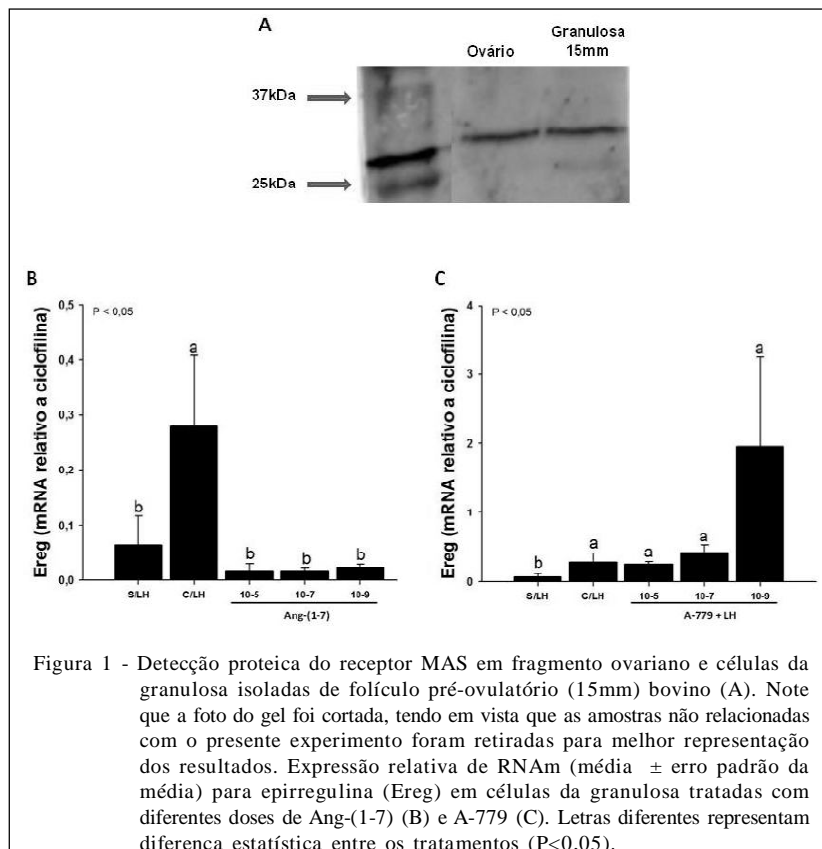 A
Ovário
Granulosa
15mm
37kDa
25kDa
B
P < 0,05
Ereg (mRNA relativo a ciclofilina)
0,5
0,4
0,3
0,2
0,1
0,0
b
a
b
b
b
S/LH
C/LH
10-5
10-7
10-9
Ang-(1-7)
C
P < 0,05
Ereg (mRNA relativo a ciclofilina)
4
3
2
1
0
b
a
a
a
a
S/LH
C/LH
10-5
10-7
10-9
A-779 + LH
Figura 1 - Detecção proteica do receptor MAS em fragmento ovariano e células da
granulosa isoladas de folículo pré-ovulatório (15mm) bovino (A). Note
que a foto do gel foi cortada, tendo em vista que as amostras não relacionadas
com o presente experimento foram retiradas para melhor representação
dos resultados. Expressão relativa de RNAm (média ± erro padrão da
média) para epirregulina (Ereg) em células da granulosa tratadas com
diferentes doses de Ang-(1-7) (B) e A-779 (C). Letras diferentes representam
diferença estatística entre os tratamentos (P<0,05).